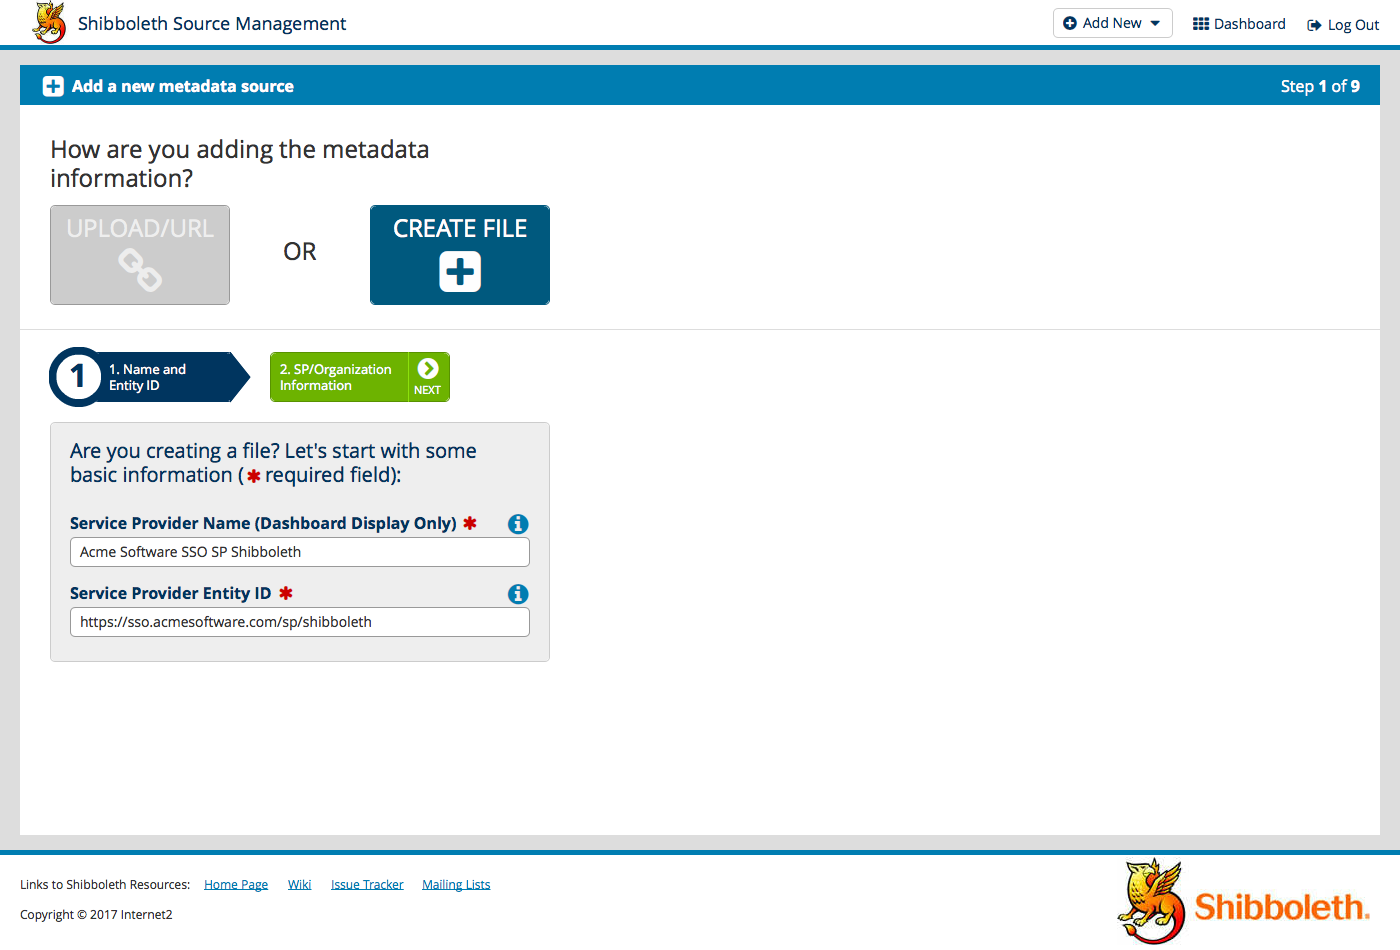 Shibboleth Source Management
Add New
Dashboard
Log Out
Add a new metadata source
Step 1 of 9
How are you adding the metadata
information?
UPLOAD/URL
OR
CREATE FILE
1
1. Name and
Entity ID
2. SP/Organization
Information
NEXT
Are you creating a file? Let's start with some
basic information (✱ required field):
Service Provider Name (Dashboard Display Only) ✱
Acme Software SSO SP Shibboleth
Service Provider Entity ID ✱
https://sso.acmesoftware.com/sp/shibboleth
Links to Shibboleth Resources: Home Page Wiki Issue Tracker Mailing Lists
Copyright © 2017 Internet2
Shibboleth.